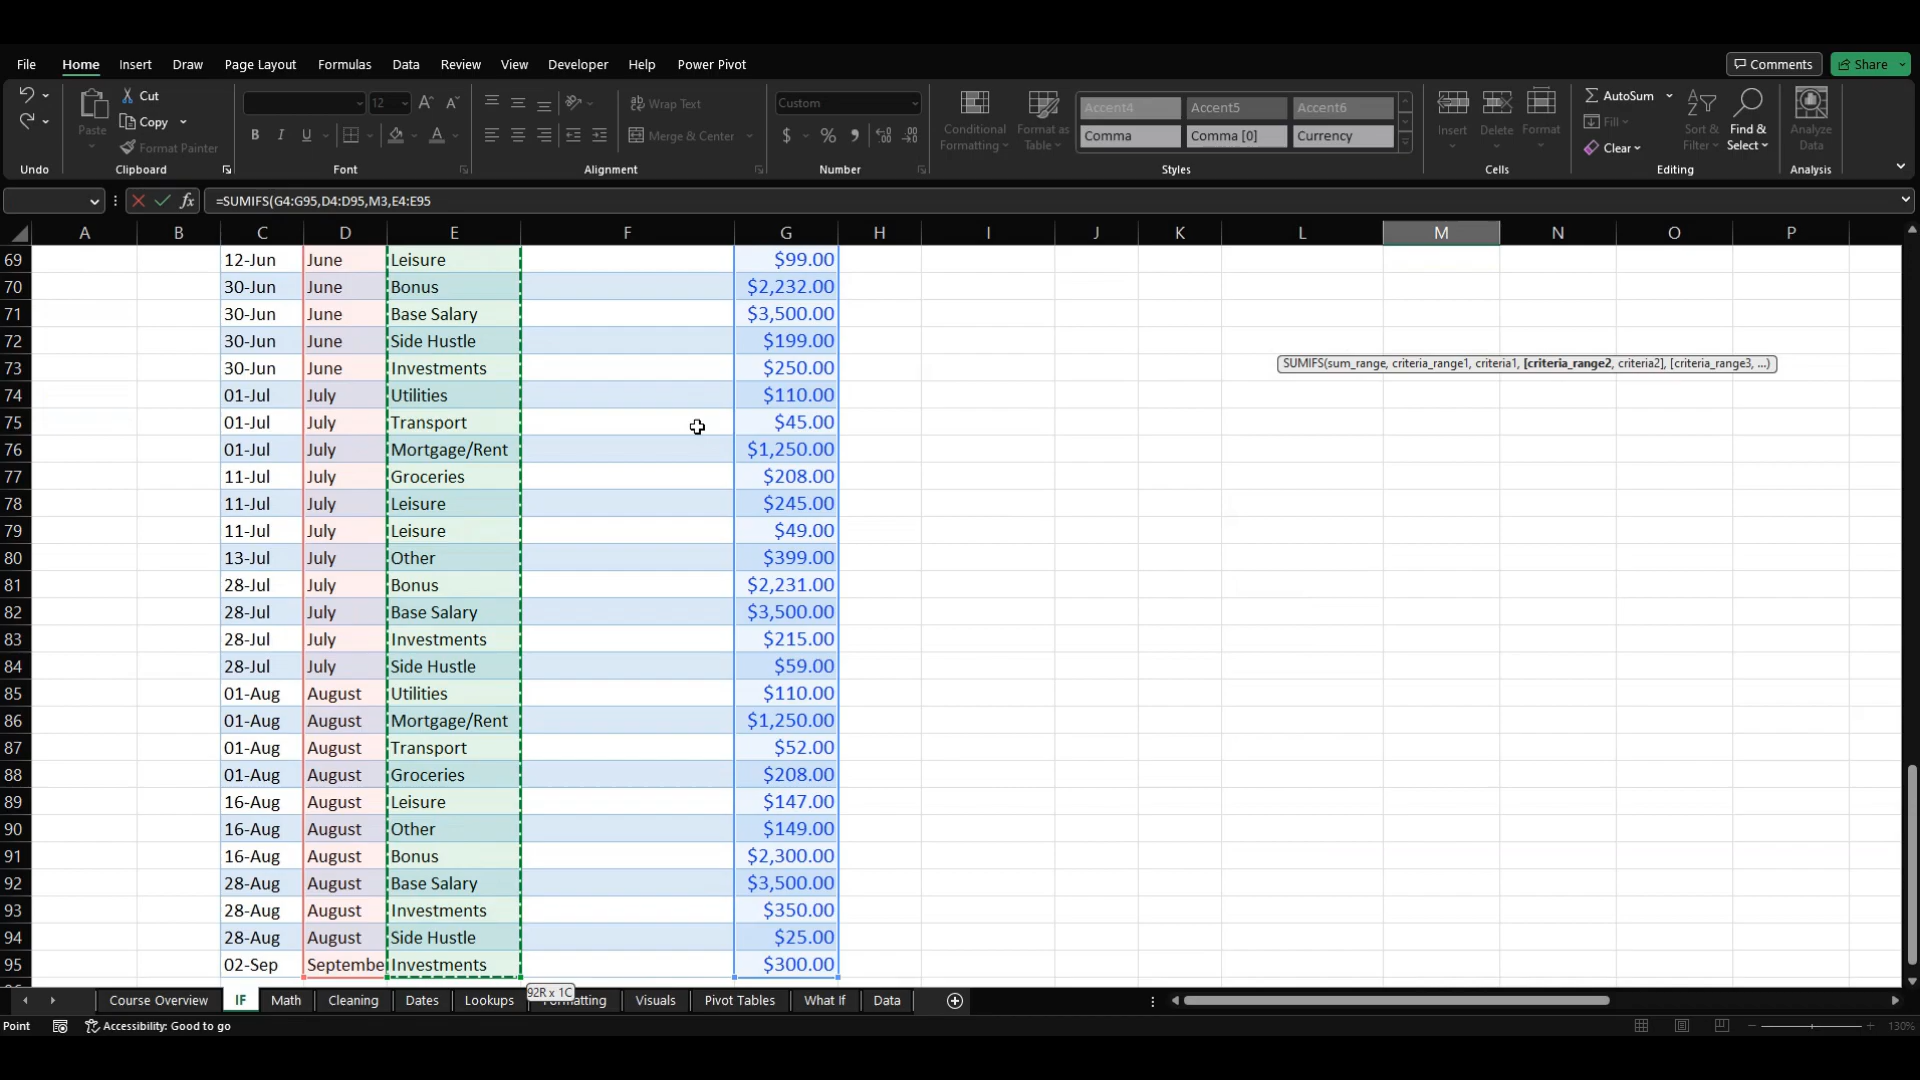 File Home Insert Draw Page Layout Formulas Data Review View Developer Help Power Pivot Comments Share
Cut
Copy
Format Painter
Paste
Undo Clipboard
12
Font
Wrap Text
Merge & Center
Alignment
Custom
Number
Conditional Formatting
Format as Table
Accent4 Accent5 Accent6
Comma Comma [0] Currency
Styles
Insert Delete Format
Cells
AutoSum
Fill
Clear
Sort & Filter
Find & Select
Editing
Analyze Data
Analysis
fx =SUMIFS(G4:G95,D4:D95,M3,E4:E95
A B C D E F G H I J K L M N O P
69 12-Jun June Leisure $99.00
70 30-Jun June Bonus $2,232.00
71 30-Jun June Base Salary $3,500.00
72 30-Jun June Side Hustle $199.00
73 30-Jun June Investments $250.00
SUMIFS(sum_range, criteria_range1, criteria1, [criteria_range2, criteria2], [criteria_range3, ...)
74 01-Jul July Utilities $110.00
75 01-Jul July Transport $45.00
76 01-Jul July Mortgage/Rent $1,250.00
77 11-Jul July Groceries $208.00
78 11-Jul July Leisure $245.00
79 11-Jul July Leisure $49.00
80 13-Jul July Other $399.00
81 28-Jul July Bonus $2,231.00
82 28-Jul July Base Salary $3,500.00
83 28-Jul July Investments $215.00
84 28-Jul July Side Hustle $59.00
85 01-Aug August Utilities $110.00
86 01-Aug August Mortgage/Rent $1,250.00
87 01-Aug August Transport $52.00
88 01-Aug August Groceries $208.00
89 16-Aug August Leisure $147.00
90 16-Aug August Other $149.00
91 16-Aug August Bonus $2,300.00
92 28-Aug August Base Salary $3,500.00
93 28-Aug August Investments $350.00
94 28-Aug August Side Hustle $25.00
95 02-Sep Septembe Investments $300.00
92R x 1C
Course Overview IF Math Cleaning Dates Lookups Formatting Visuals Pivot Tables What If Data
Point Accessibility: Good to go 130%